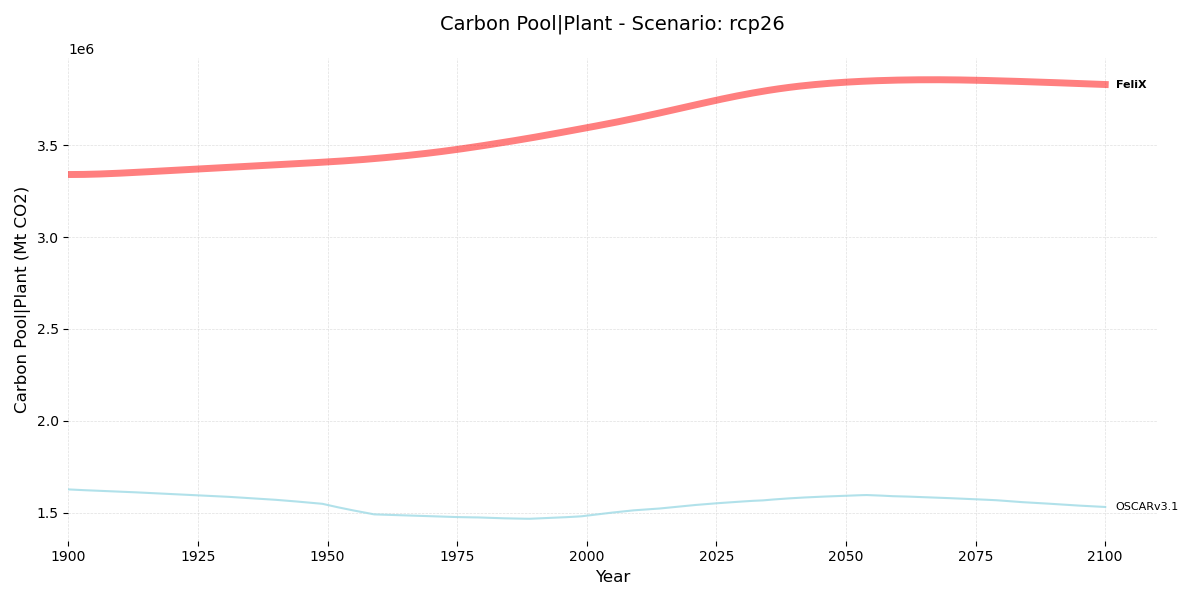 Carbon Pool|Plant - Scenario: rcp26
1e6
FeliX
3.5
3.0
2.5
2.0
1.5
Carbon Pool|Plant (Mt CO2)
OSCARv3.1
1900
1925
1950
1975
2000
2025
2050
2075
2100
Year